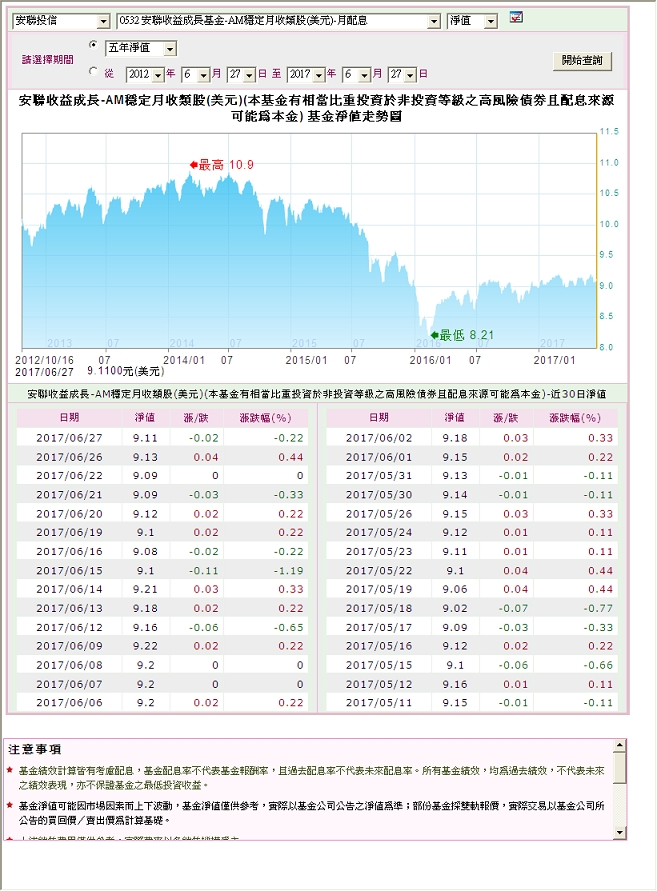 安聯投信 0532 安聯收益成長基金-AM穩定月收類股(美元)-月配息 淨值
請選擇期間 五年淨值
從 2012 年 6 月 27 日 至 2017 年 6 月 27 日 開始查詢
安聯收益成長-AM穩定月收類股(美元)(本基金有相當比重投資於非投資等級之高風險債券且配息來源
可能為本金) 基金淨值走勢圖
11.5
最高 10.9 11.0
10.5
10.0
9.5
9.0
8.5
最低 8.21
2013 07 2014 07 2015 07 2016 07 2017 8.0
2012/10/16 07 2014/01 07 2015/01 07 2016/01 07 2017/01
2017/06/27 9.1100元(美元)
安聯收益成長-AM穩定月收類股(美元)(本基金有相當比重投資於非投資等級之高風險債券且配息來源可能為本金)-近30日淨值
日期 淨值 漲/跌 漲跌幅(%) 日期 淨值 漲/跌 漲跌幅(%)
2017/06/27 9.11 -0.02 -0.22 2017/06/02 9.18 0.03 0.33
2017/06/26 9.13 0.04 0.44 2017/06/01 9.15 0.02 0.22
2017/06/22 9.09 0 0 2017/05/31 9.13 -0.01 -0.11
2017/06/21 9.09 -0.03 -0.33 2017/05/30 9.14 -0.01 -0.11
2017/06/20 9.12 0.02 0.22 2017/05/26 9.15 0.03 0.33
2017/06/19 9.1 0.02 0.22 2017/05/24 9.12 0.01 0.11
2017/06/16 9.08 -0.02 -0.22 2017/05/23 9.11 0.01 0.11
2017/06/15 9.1 -0.11 -1.19 2017/05/22 9.1 0.04 0.44
2017/06/14 9.21 0.03 0.33 2017/05/19 9.06 0.04 0.44
2017/06/13 9.18 0.02 0.22 2017/05/18 9.02 -0.07 -0.77
2017/06/12 9.16 -0.06 -0.65 2017/05/17 9.09 -0.03 -0.33
2017/06/09 9.22 0.02 0.22 2017/05/16 9.12 0.02 0.22
2017/06/08 9.2 0 0 2017/05/15 9.1 -0.06 -0.66
2017/06/07 9.2 0 0 2017/05/12 9.16 0.01 0.11
2017/06/06 9.2 0.02 0.22 2017/05/11 9.15 -0.01 -0.11
注意事項
★ 基金績效計算皆有考慮配息，基金配息率不代表基金報酬率，且過去配息率不代表未來配息率。所有基金績效，均為過去績效，不代表未來
之績效表現，亦不保證基金之最低投資收益。
★ 基金淨值可能因市場因素而上下波動，基金淨值僅供參考，實際以基金公司公告之淨值為準；部份基金採雙軌報價，實際交易以基金公司所
公告的買回價／賣出價為計算基礎。